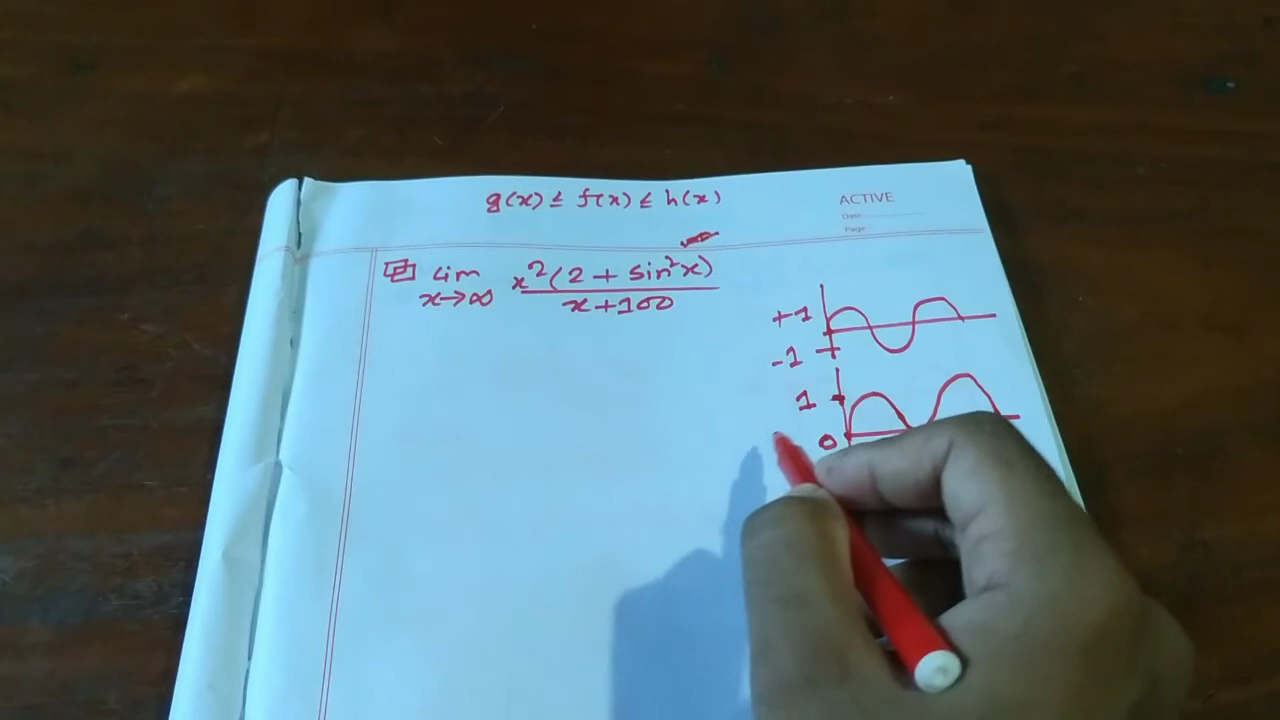 g(x) ≤ f(x) ≤ h(x)
ACTIVE
Date
Page
lim x→∞ x²(2 + sin²x) / x+100
+1
-1
1
0